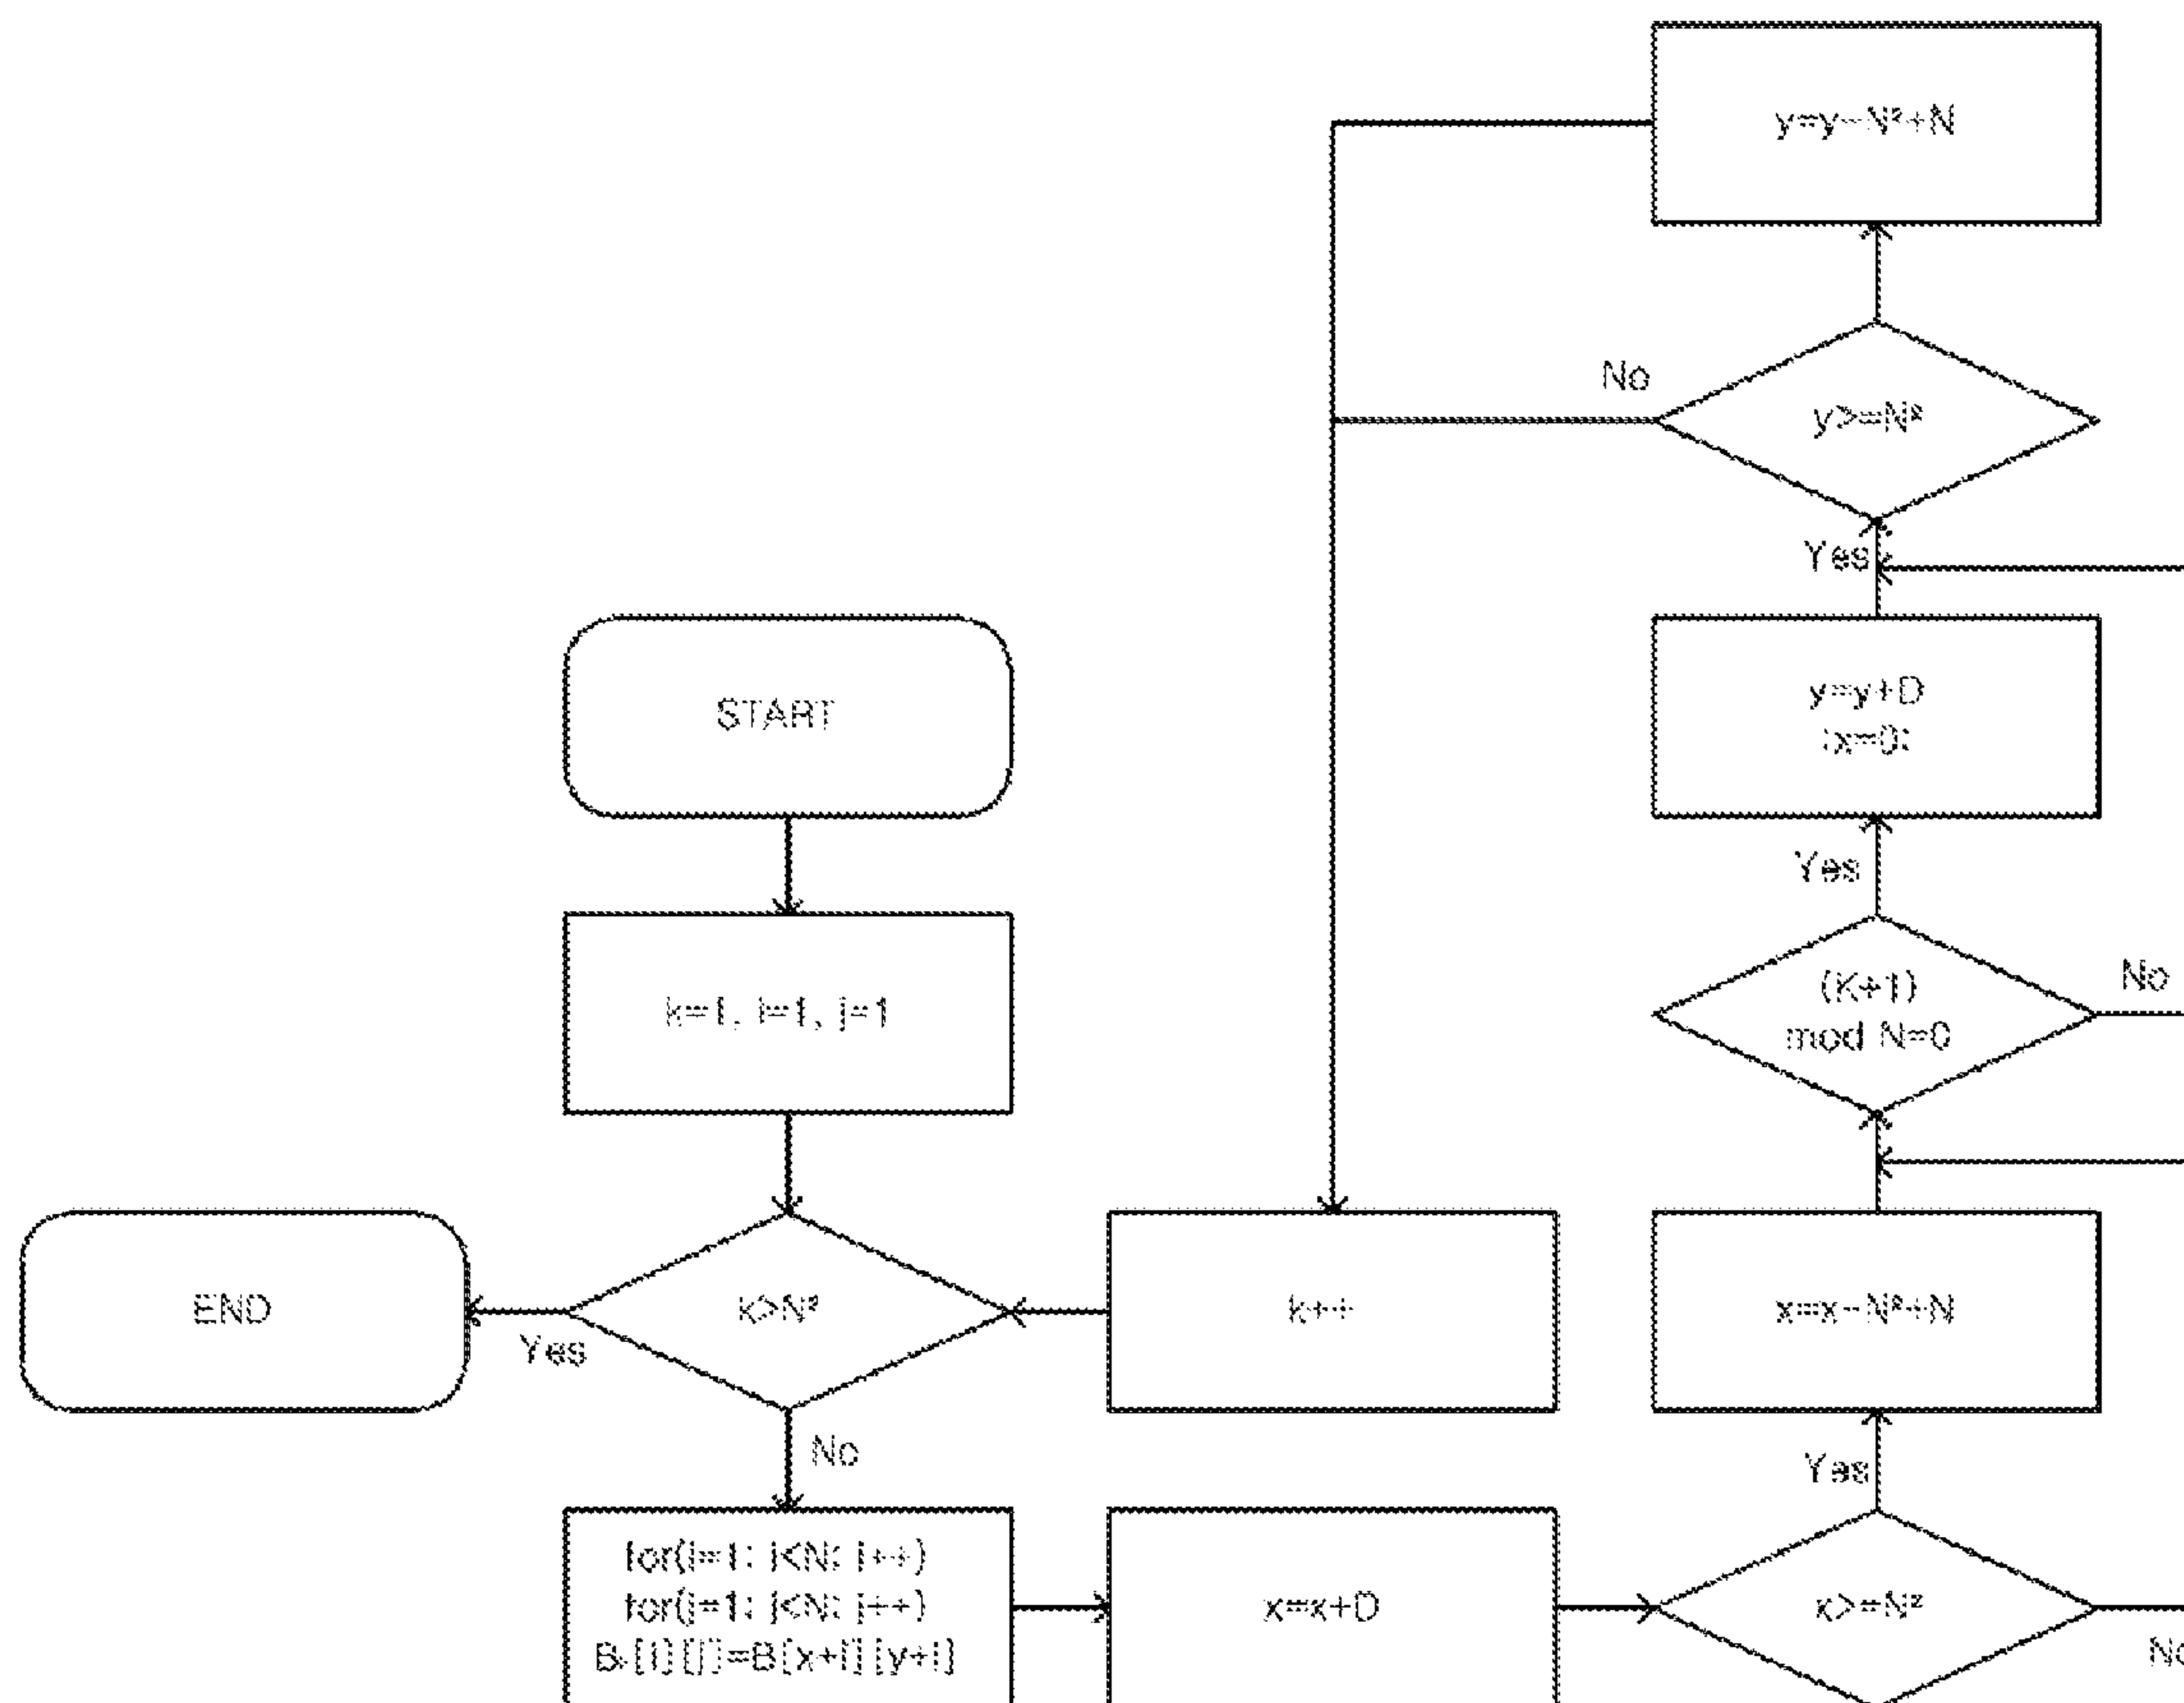 y=y-N²+N
No
y>=N²
Yes
START
y=y+D
:x=0:
Yes
k=1, i=1, j=1
(K+1)
mod N=0
No
END
Yes
k>N²
k++
x=x-N²+N
No
Yes
for(i=1; i<N; i++)
for(j=1; j<N; j++)
x=x+D
x>=N²
No